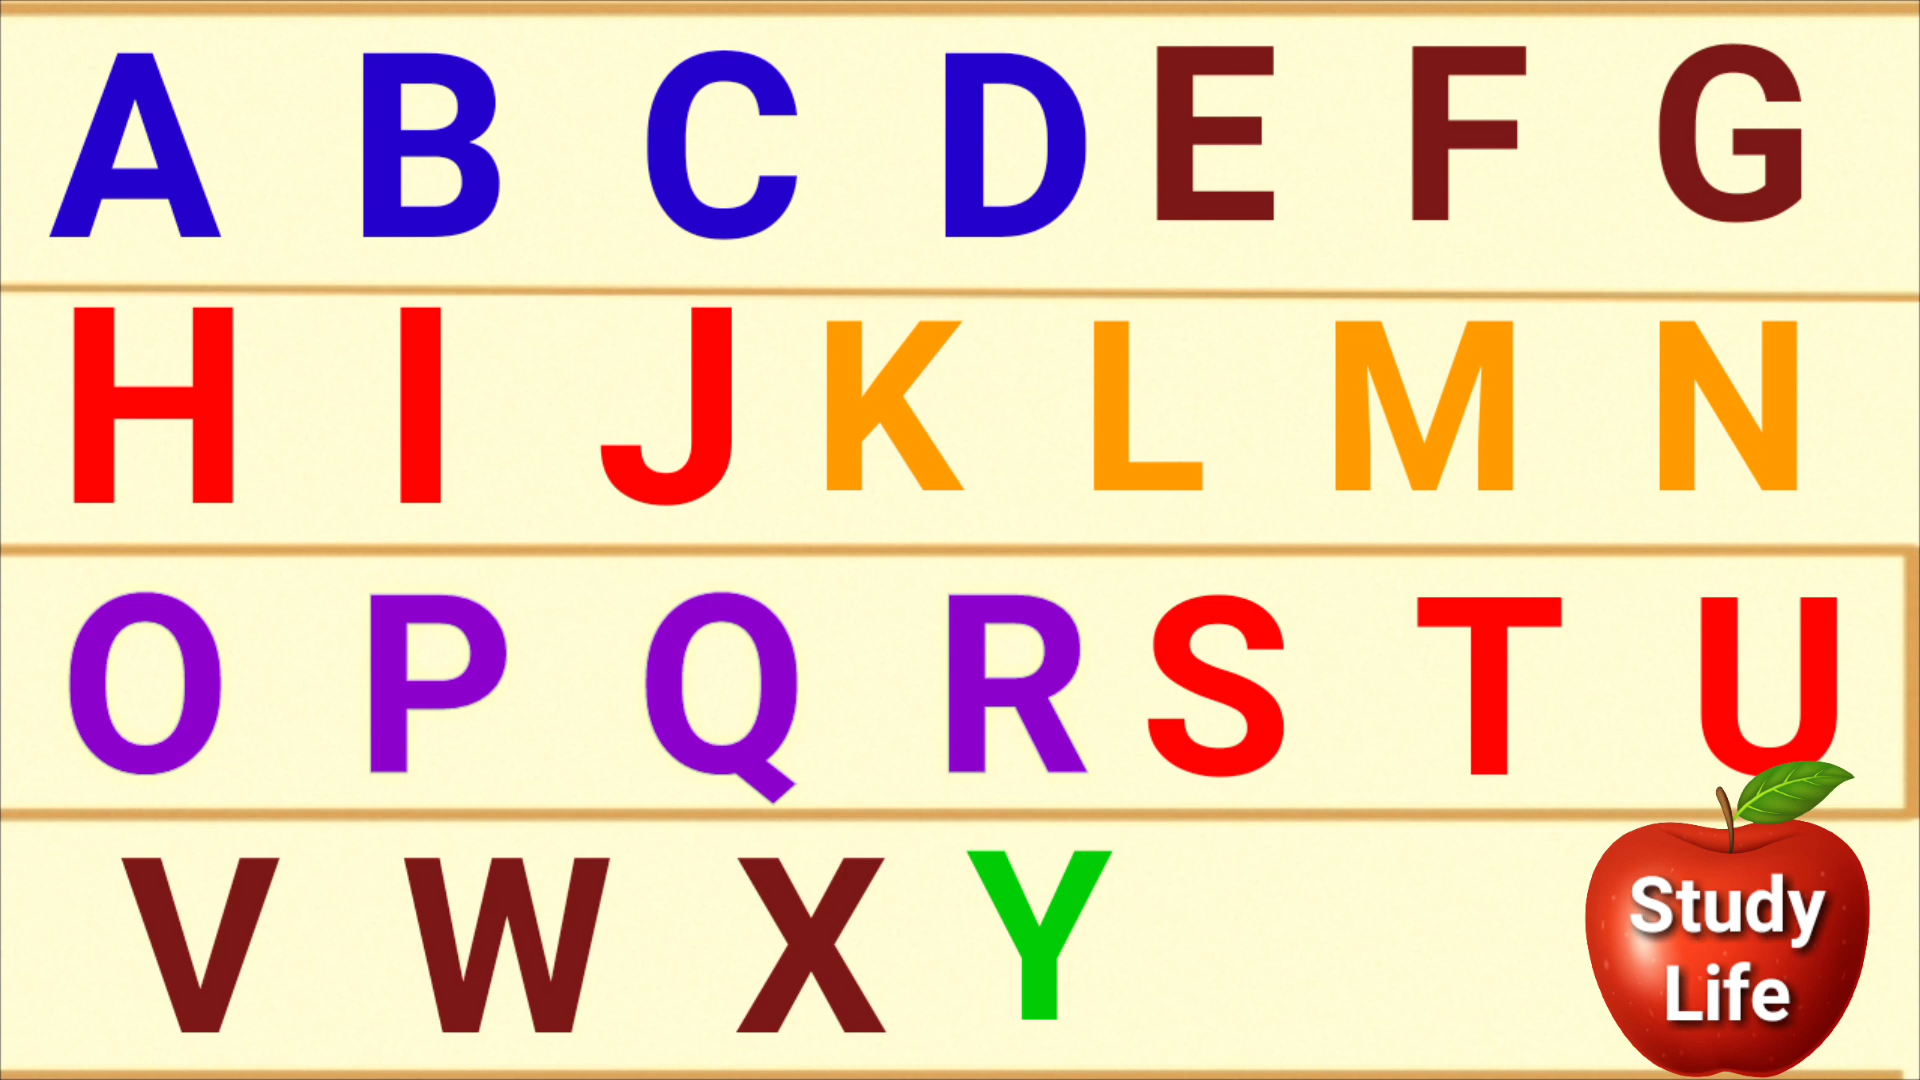 A B C D E F G
H I J K L M N
O P Q R S T U
V W X Y
Study
Life